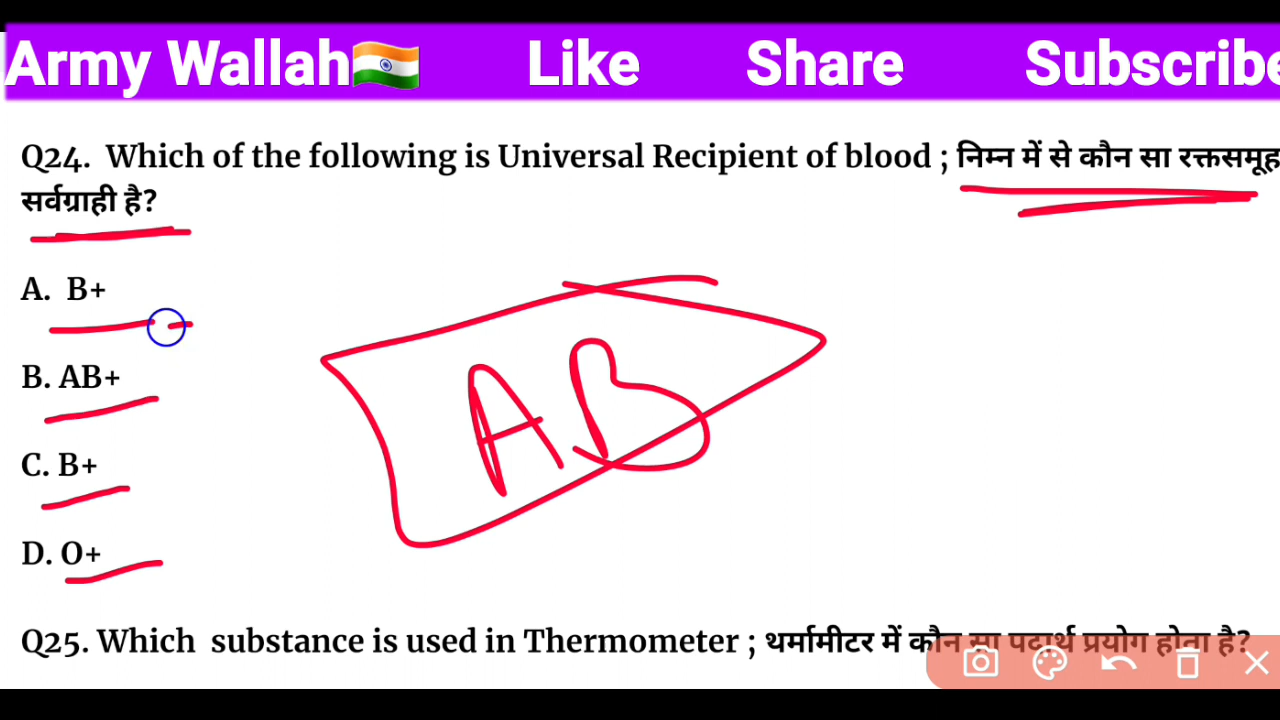 Army Wallah🇮🇳 Like Share Subscribe
Q24. Which of the following is Universal Recipient of blood ; निम्न में से कौन सा रक्तसमूह
सर्वग्राही है?
A. B+
B. AB+
AB
C. B+
D. O+
Q25. Which substance is used in Thermometer ; थर्मामीटर में कौन सा पदार्थ प्रयोग होता है?